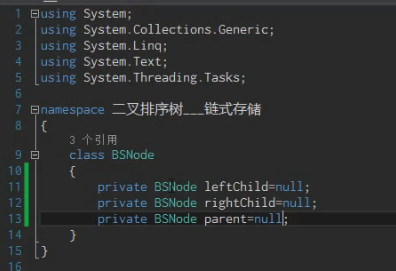 1 using System;
2 using System.Collections.Generic;
3 using System.Linq;
4 using System.Text;
5 using System.Threading.Tasks;
6
7 namespace 二叉排序树___链式存储
8 {
3 个引用
9 class BSNode
10 {
11 private BSNode leftChild=null;
12 private BSNode rightChild=null;
13 private BSNode parent=null;
14 }
15 }
16